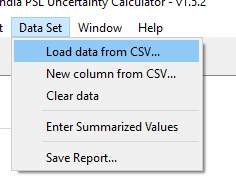 ndia PSL Uncertainty Calculator - v1.5.2
Data Set Window Help
Load data from CSV...
New column from CSV...
Clear data
Enter Summarized Values
Save Report...